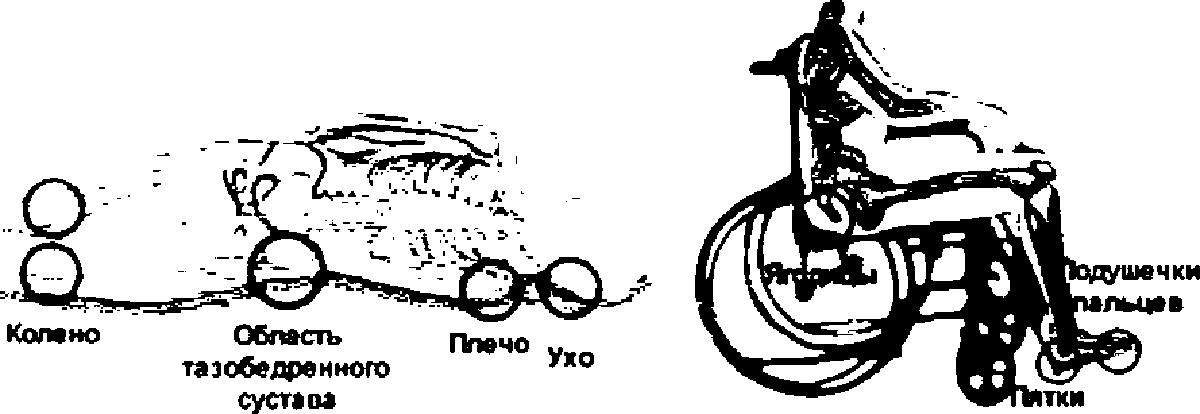 Колено
Область
тазобедренного
сустава
Плечо
Ухо
Ягодицы
Подушечки
пальцев
Пятки